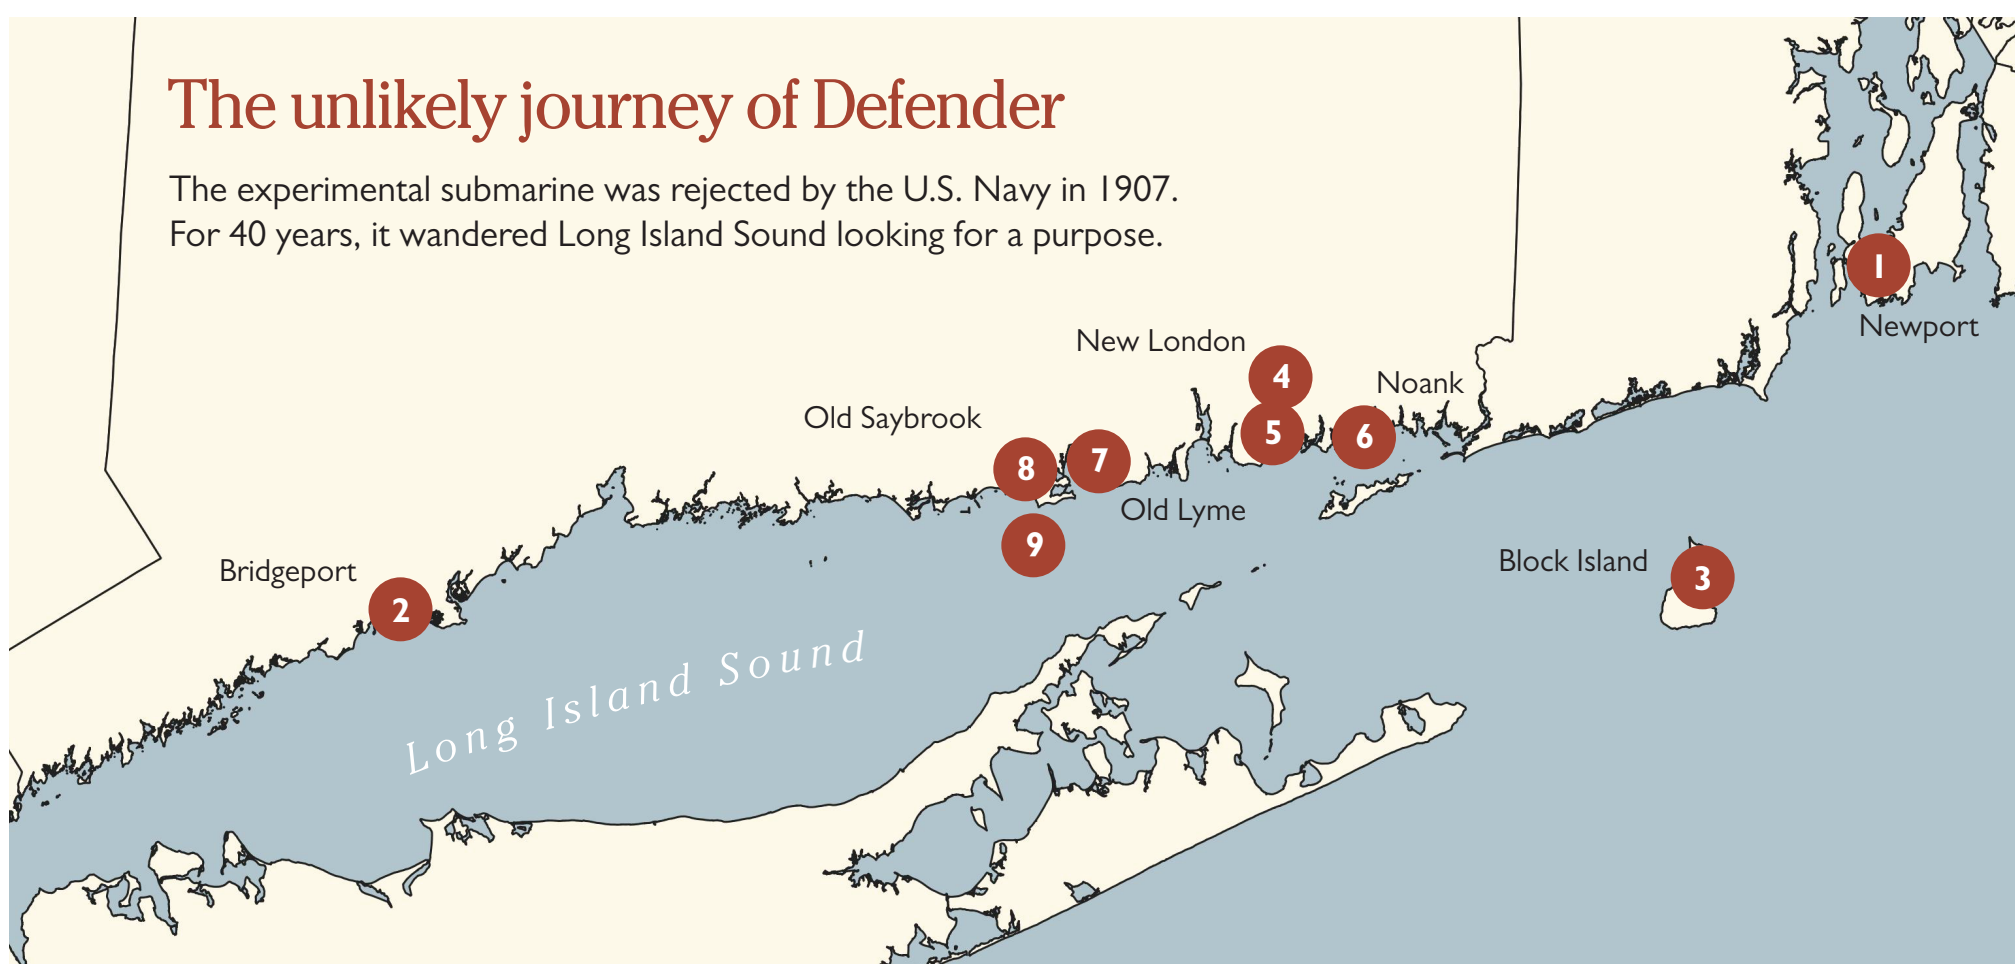 The unlikely journey of Defender
The experimental submarine was rejected by the U.S. Navy in 1907.
For 40 years, it wandered Long Island Sound looking for a purpose.
1
Newport
New London
4
Noank
Old Saybrook
5
6
8
7
Old Lyme
9
Block Island
3
Bridgeport
2
Long Island Sound